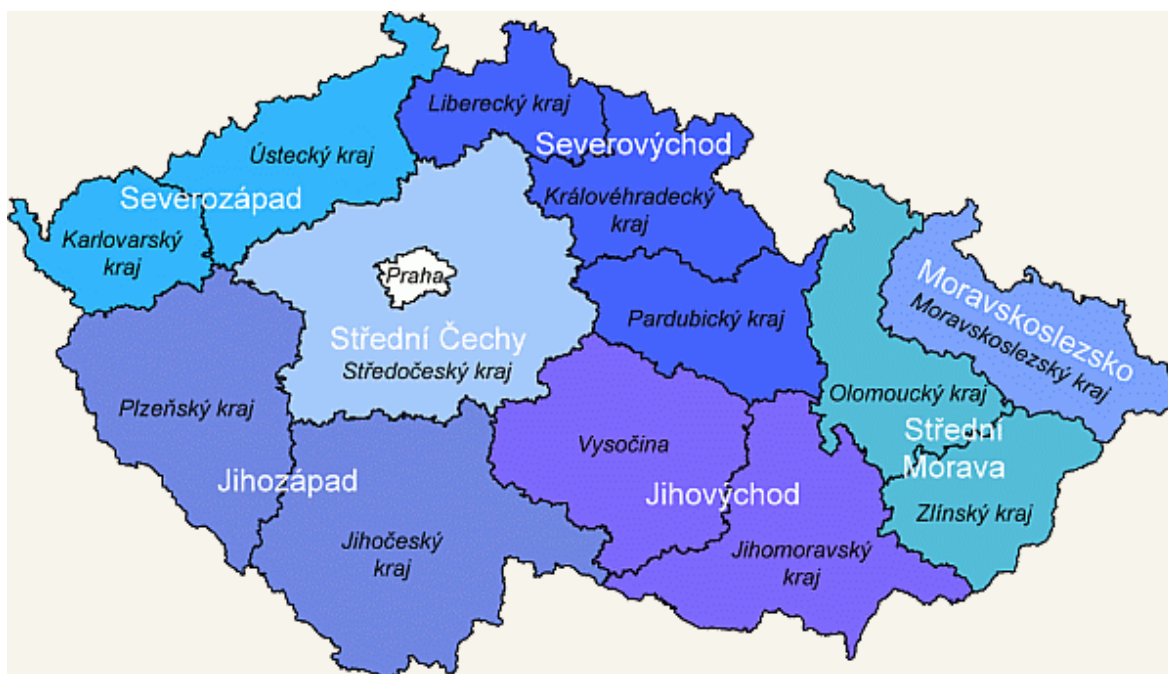 Liberecký kraj
Severovýchod
Ústecký kraj
Severozápad
Královéhradecký
kraj
Karlovarský
kraj
Praha
Moravskoslezsko
Moravskoslezský kraj
Pardubický kraj
Střední Čechy
Středočeský kraj
Plzeňský kraj
Olomoucký kraj
Vysočina
Střední
Morava
Jihozápad
Jihovýchod
Zlínský kraj
Jihočeský
kraj
Jihomoravský
kraj